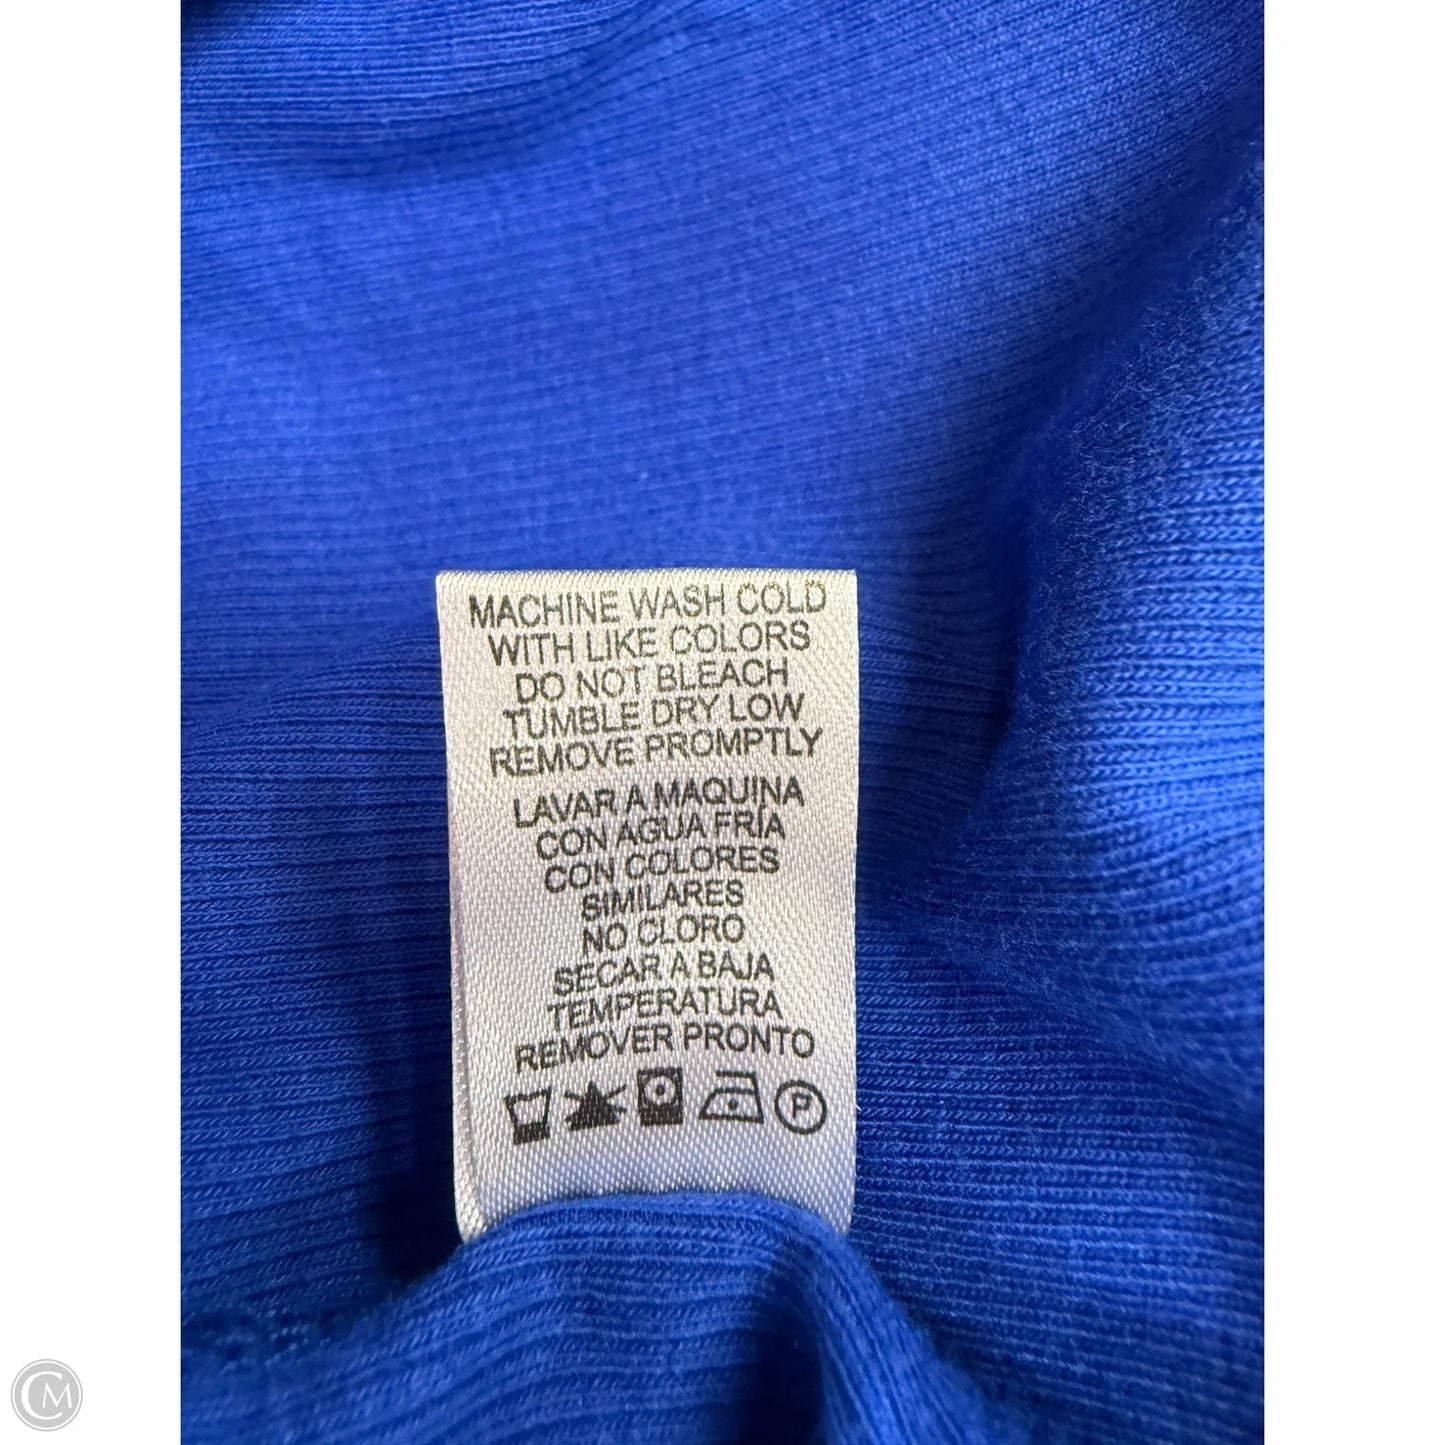 MACHINE WASH COLD
WITH LIKE COLORS
DO NOT BLEACH
TUMBLE DRY LOW
REMOVE PROMPTLY
LAVAR A MAQUINA
CON AGUA FRÍA
CON COLORES
SIMILARES
NO CLORO
SECAR A BAJA
TEMPERATURA
REMOVER PRONTO
P
CM